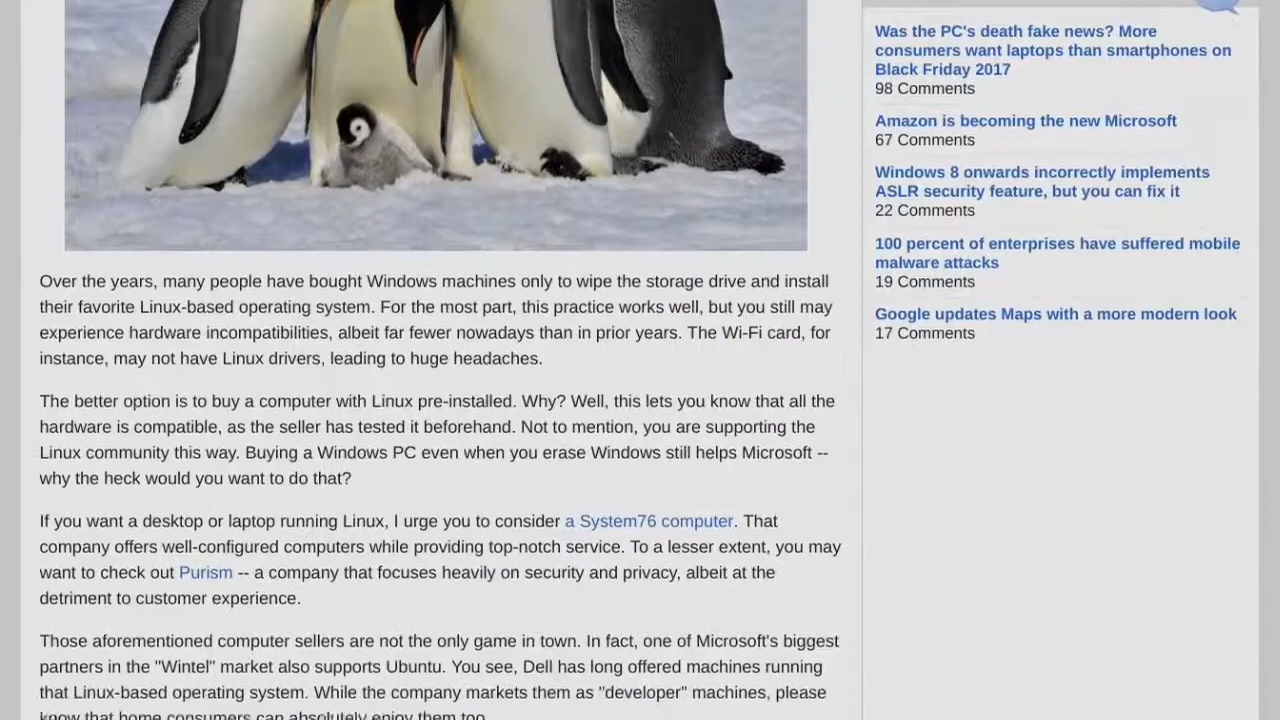 Over the years, many people have bought Windows machines only to wipe the storage drive and install
their favorite Linux-based operating system. For the most part, this practice works well, but you still may
experience hardware incompatibilities, albeit far fewer nowadays than in prior years. The Wi-Fi card, for
instance, may not have Linux drivers, leading to huge headaches.
The better option is to buy a computer with Linux pre-installed. Why? Well, this lets you know that all the
hardware is compatible, as the seller has tested it beforehand. Not to mention, you are supporting the
Linux community this way. Buying a Windows PC even when you erase Windows still helps Microsoft --
why the heck would you want to do that?
If you want a desktop or laptop running Linux, I urge you to consider a System76 computer. That
company offers well-configured computers while providing top-notch service. To a lesser extent, you may
want to check out Purism -- a company that focuses heavily on security and privacy, albeit at the
detriment to customer experience.
Those aforementioned computer sellers are not the only game in town. In fact, one of Microsoft's biggest
partners in the "Wintel" market also supports Ubuntu. You see, Dell has long offered machines running
that Linux-based operating system. While the company markets them as "developer" machines, please
know that home consumers can absolutely enjoy them too.
Was the PC's death fake news? More
consumers want laptops than smartphones on
Black Friday 2017
98 Comments
Amazon is becoming the new Microsoft
67 Comments
Windows 8 onwards incorrectly implements
ASLR security feature, but you can fix it
22 Comments
100 percent of enterprises have suffered mobile
malware attacks
19 Comments
Google updates Maps with a more modern look
17 Comments